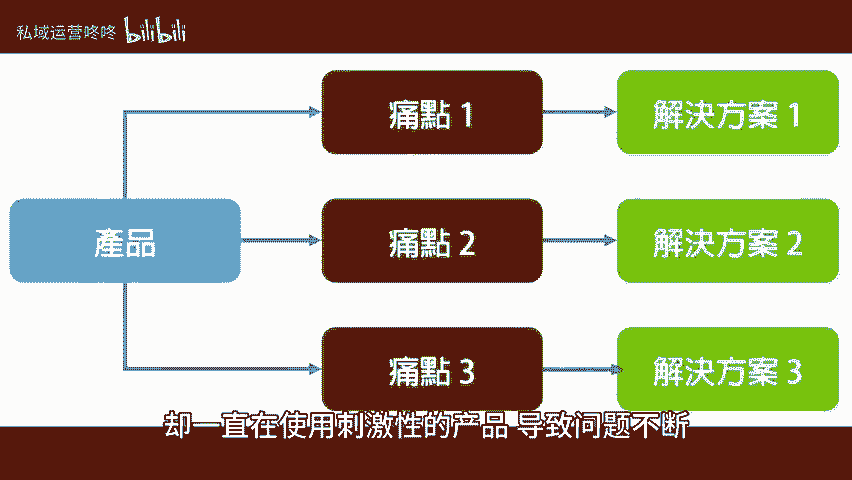 私域运营咚咚 bilibili
痛點 1
解決方案 1
產品
痛點 2
解決方案 2
痛點 3
解決方案 3
却一直在使用刺激性的产品 导致问题不断